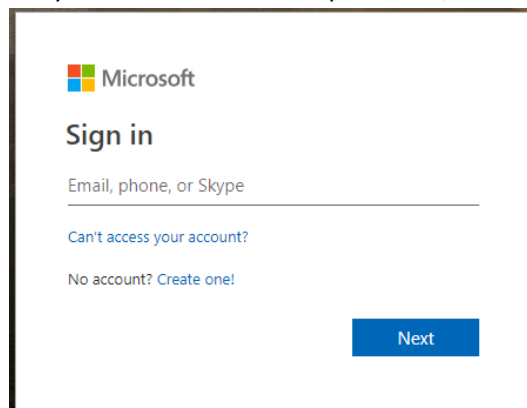 Microsoft
Sign in
Email, phone, or Skype
Can't access your account?
No account? Create one!
Next